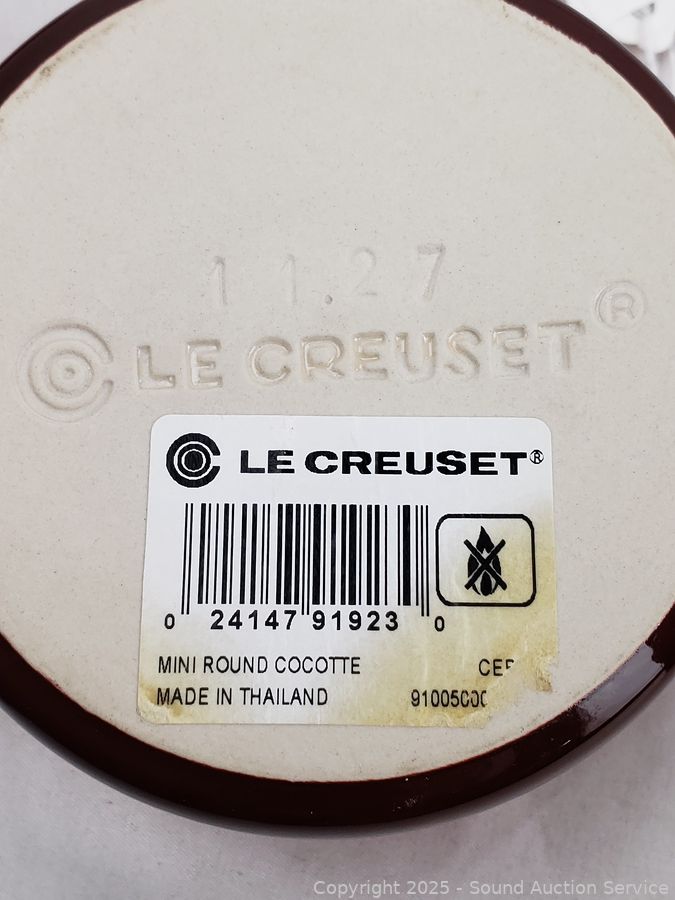 11.27
LE CREUSET®
LE CREUSET®
0 24147 91923 0
MINI ROUND COCOTTE
MADE IN THAILAND
Copyright 2025 - Sound Auction Service